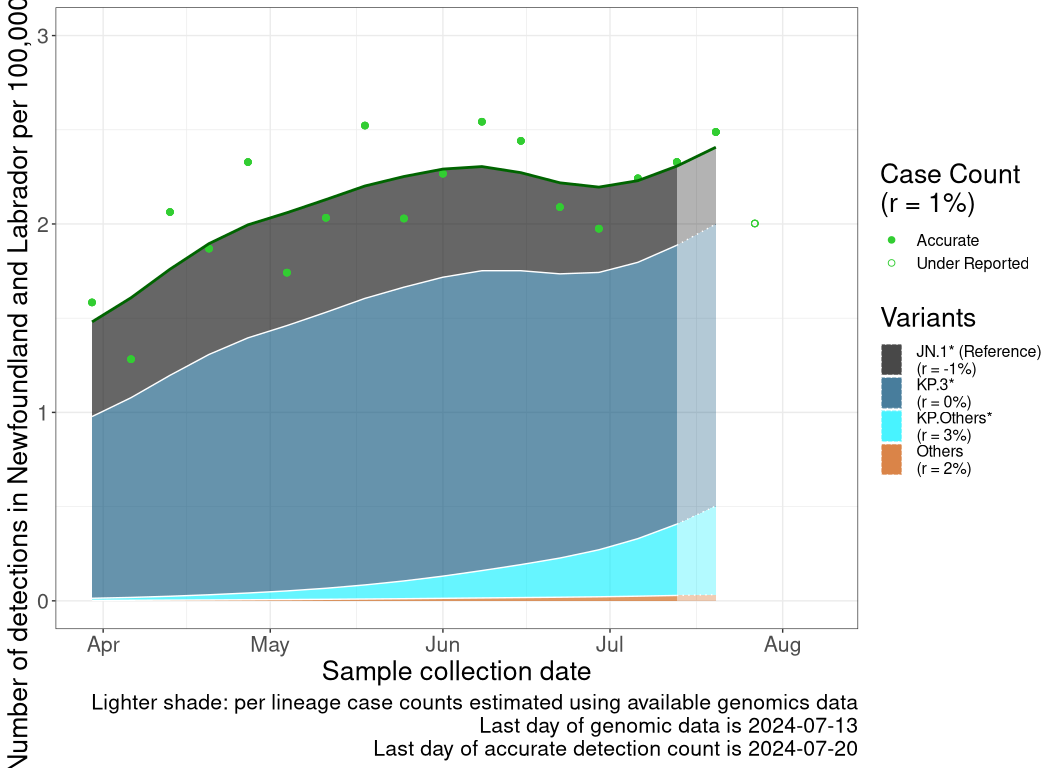 Number of detections in Newfoundland and Labrador per 100,000
3
2
1
0
Apr May Jun Jul Aug
Sample collection date
Lighter shade: per lineage case counts estimated using available genomics data
Last day of genomic data is 2024-07-13
Last day of accurate detection count is 2024-07-20
Case Count
(r = 1%)
Accurate
Under Reported
Variants
JN.1* (Reference)
(r = -1%)
KP.3*
(r = 0%)
KP.Others*
(r = 3%)
Others
(r = 2%)